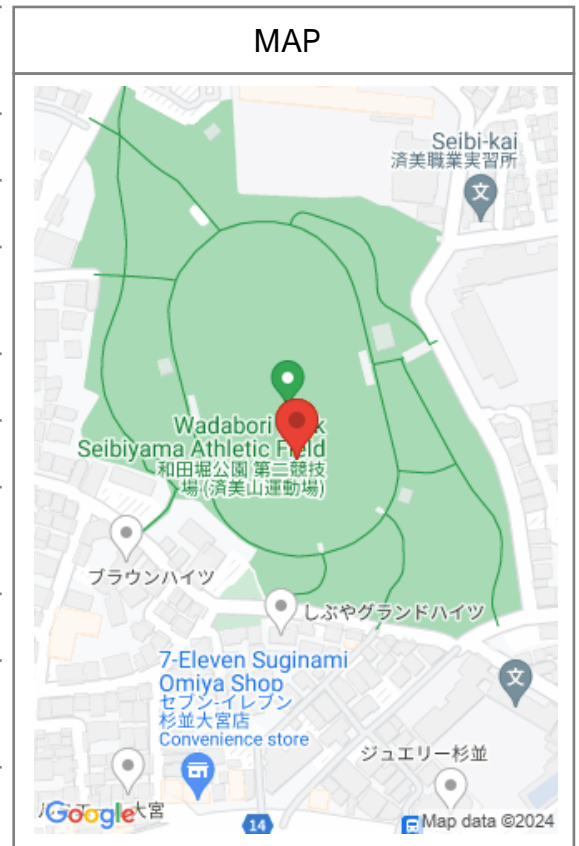 MAP
Seibi-kai
済美職業実習所
文
Wadabori
Seibiyama Athletic Field
和田堀公園 第二競技
場 (済美山運動場)
ブラウンハイツ
しぶやグランドハイツ
7-Eleven Suginami
Omiya Shop
セブン-イレブン
杉並大宮店
Convenience store
文
ジュエリー杉並
大宮
Google
14
Map data ©2024